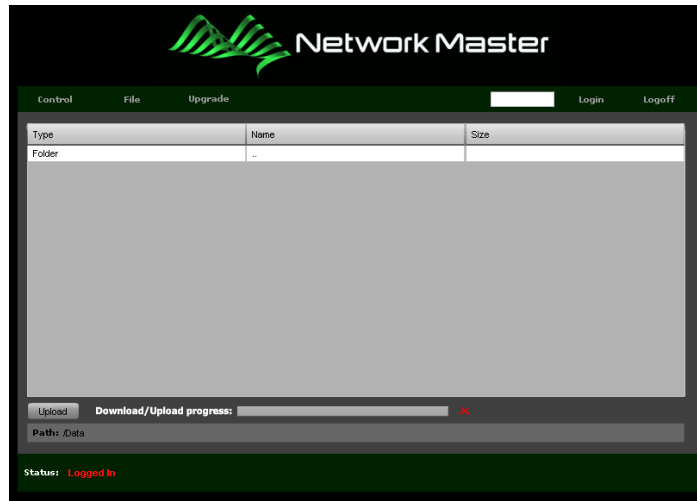 Network Master
Control File Upgrade Login Logoff
Type Name Size
Folder ..
Upload Download/Upload progress:
Path: /Data
Status: Logged In